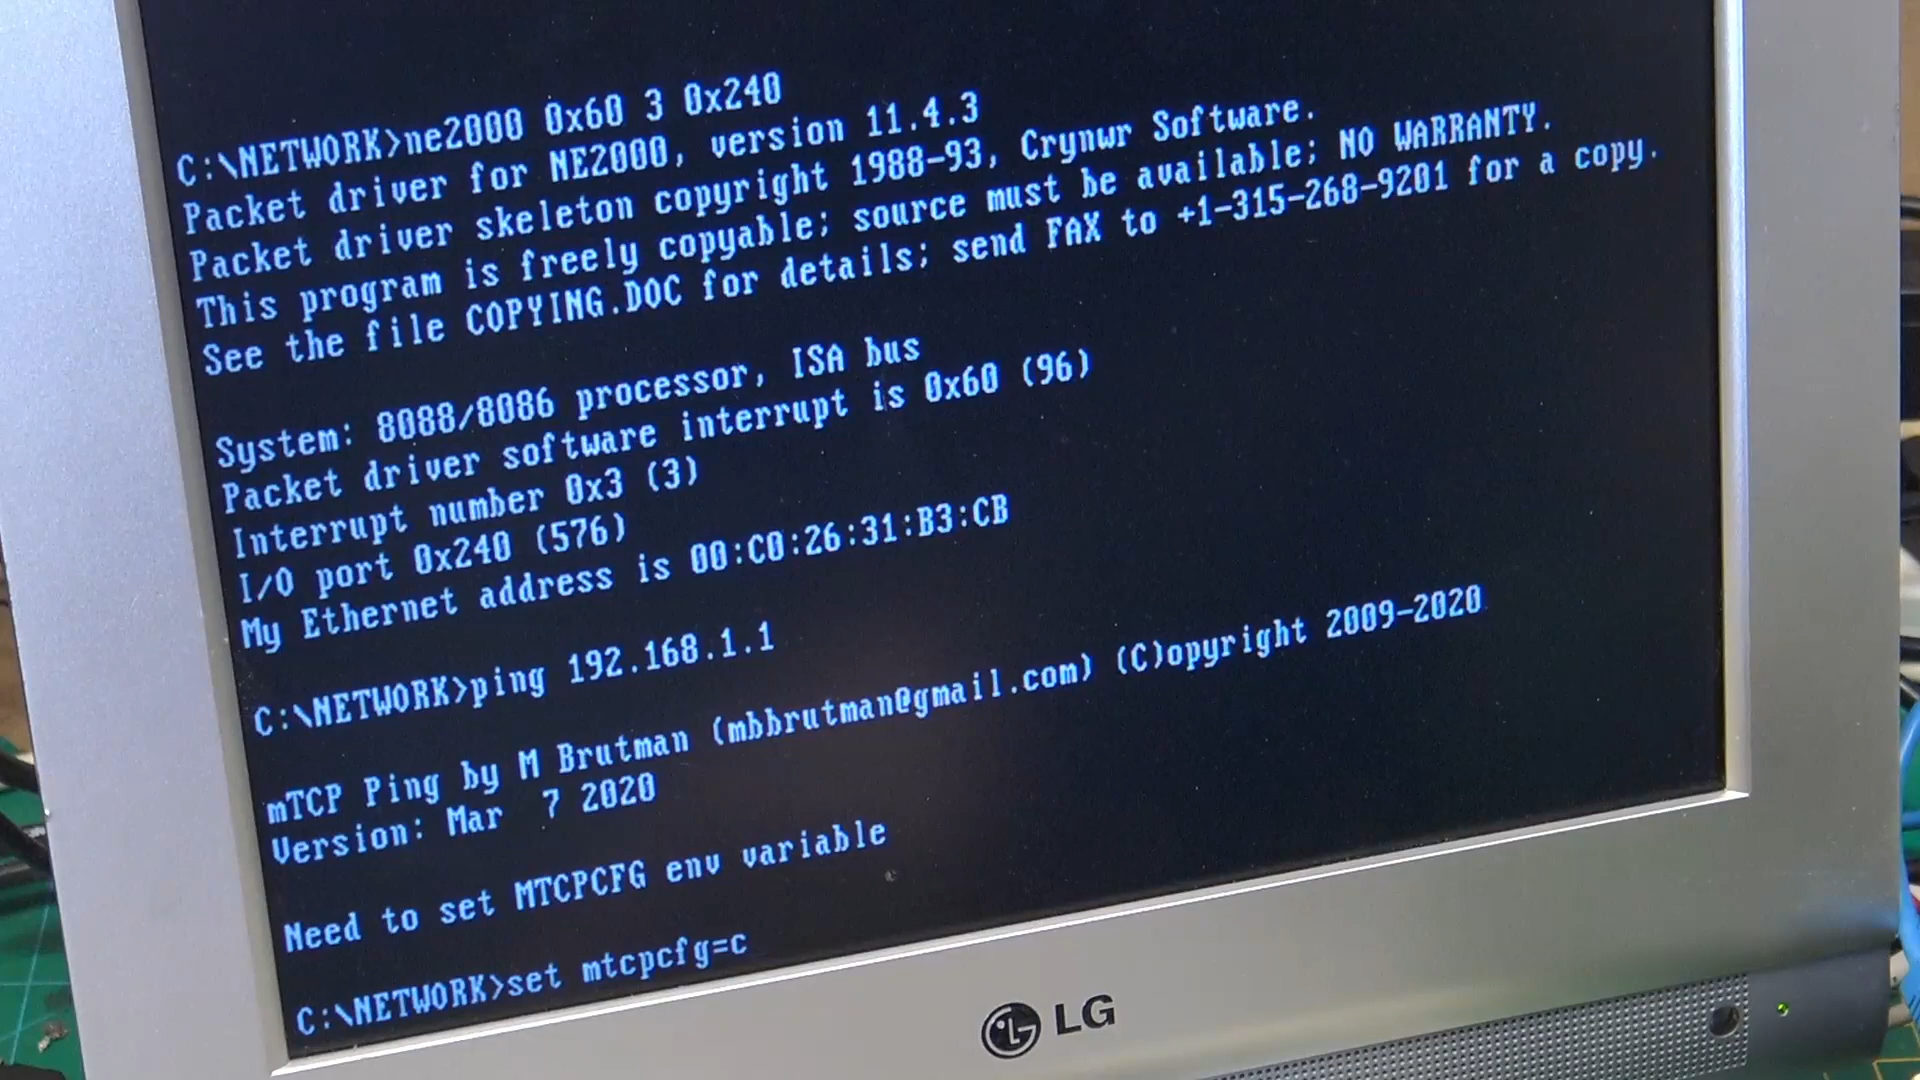 C:\NETWORK>ne2000 0x60 3 0x240
Packet driver for NE2000, version 11.4.3
Packet driver skeleton copyright 1988-93, Crynwr Software.
This program is freely copyable; source must be available; NO WARRANTY.
See the file COPYING.DOC for details; send FAX to +1-315-268-9201 for a copy.
System: 8088/8086 processor, ISA bus
Packet driver software interrupt is 0x60 (96)
Interrupt number 0x3 (3)
I/O port 0x240 (576)
My Ethernet address is 00:C0:26:31:B3:CB
C:\NETWORK>ping 192.168.1.1
mTCP Ping by M Brutman (mbbrutman@gmail.com) (C)opyright 2009-2020
Version: Mar  7 2020
Need to set MTCPCFG env variable
C:\NETWORK>set mtcpcfg=c
LG